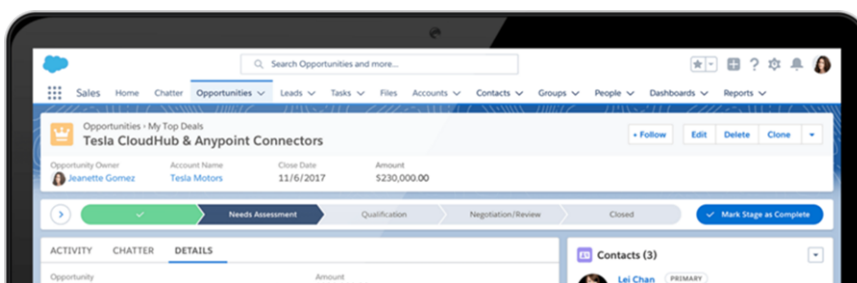 Search Opportunities and more...
Sales Home Chatter Opportunities Leads Tasks Files Accounts Contacts Groups People Dashboards Reports
Opportunities • My Top Deals
Tesla CloudHub & Anypoint Connectors
+ Follow Edit Delete Clone
Opportunity Owner Account Name Close Date Amount
Jeanette Gomez Tesla Motors 11/6/2017 $230,000.00
Needs Assessment Qualification Negotiation/Review Closed Mark Stage as Complete
ACTIVITY CHATTER DETAILS
Contacts (3)
Opportunity Amount
Lei Chan PRIMARY